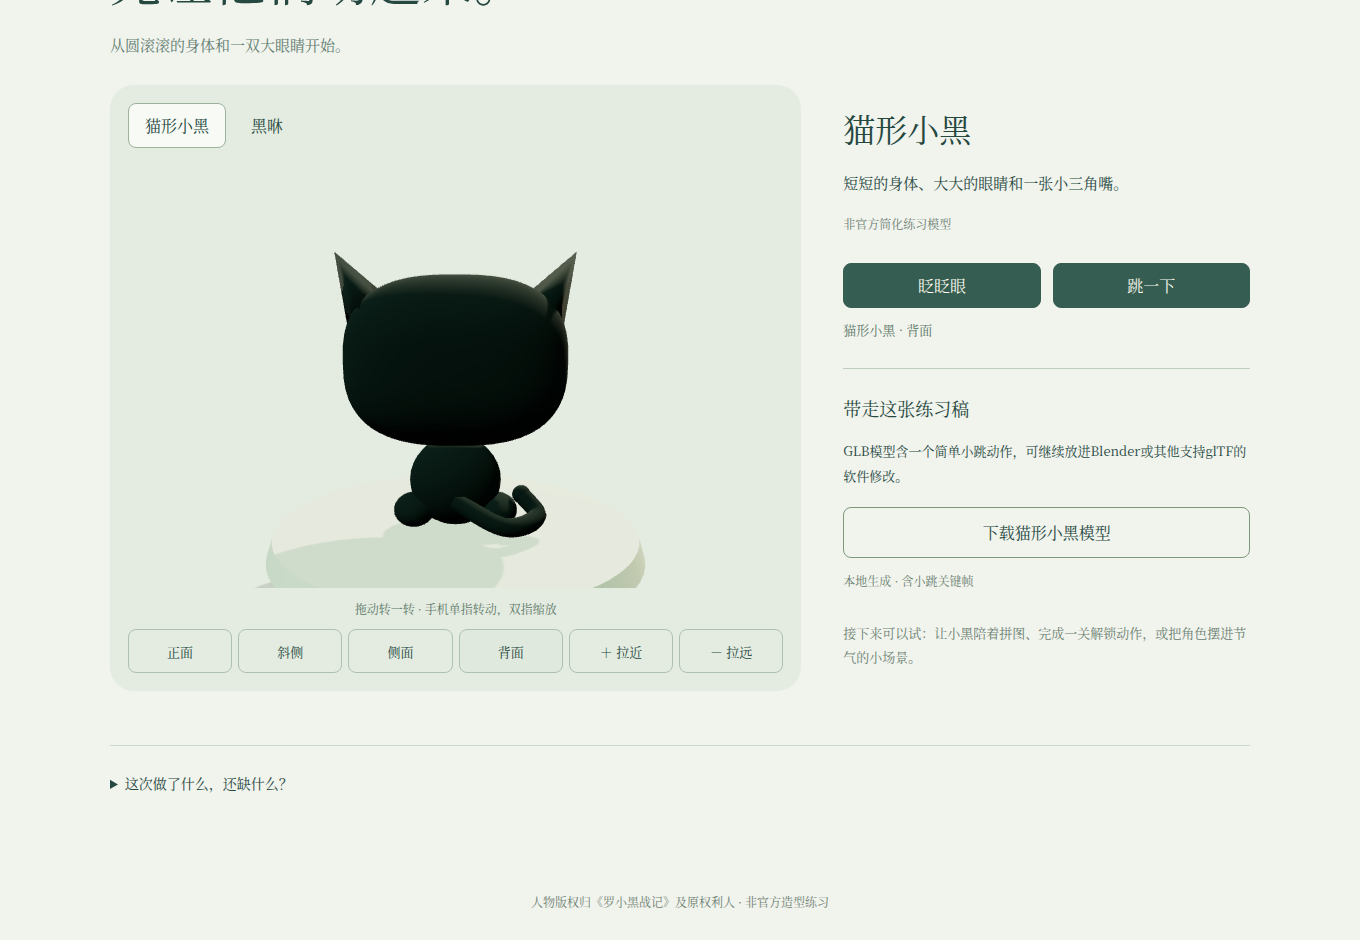 从圆滚滚的身体和一双大眼睛开始。
猫形小黑
黑咻
猫形小黑
短短的身体、大大的眼睛和一张小三角嘴。
非官方简化练习模型
眨眨眼
跳一下
猫形小黑 · 背面
带走这张练习稿
GLB模型含一个简单小跳动作，可继续放进Blender或其他支持glTF的
软件修改。
下载猫形小黑模型
本地生成 · 含小跳关键帧
接下来可以试：让小黑陪着拼图、完成一关解锁动作，或把角色摆进节
气的小场景。
拖动转一转 · 手机单指转动，双指缩放
正面
斜侧
侧面
背面
＋ 拉近
－ 拉远
▶ 这次做了什么，还缺什么？
人物版权归《罗小黑战记》及原权利人 · 非官方造型练习